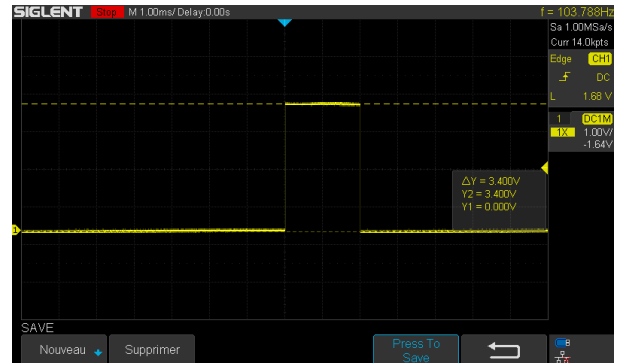 SIGLENT Stop M 1.00ms/Delay:0.00s f = 103.788Hz
Sa 1.00MSa/s
Curr 14.0kpts
Edge CH1
DC
L 1.68 V
1 DC1M
1X 1.00V/
-1.64V
ΔY = 3.400V
Y2 = 3.400V
Y1 = 0.000V
1
SAVE
Nouveau Supprimer Press To
Save